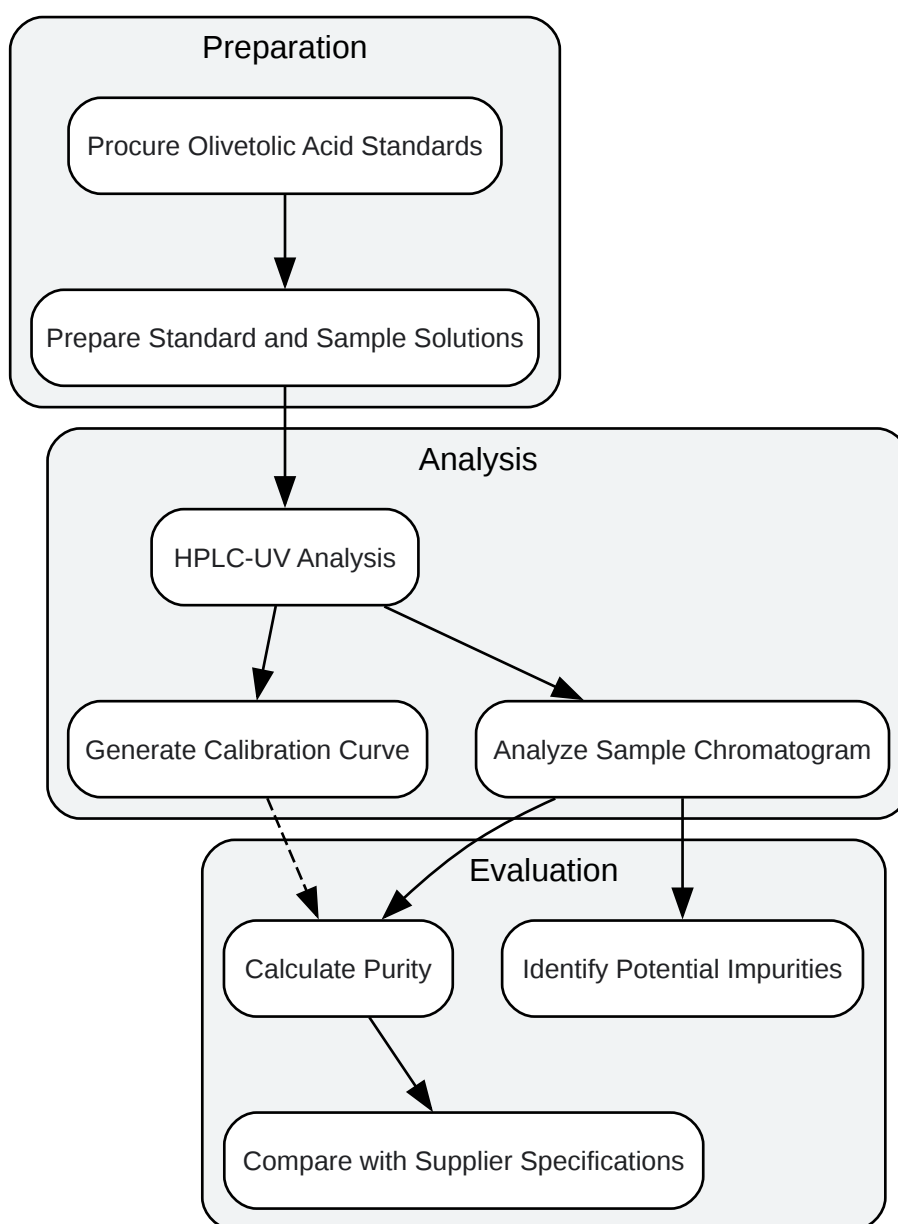 Preparation
Procure Olivetolic Acid Standards
Prepare Standard and Sample Solutions
Analysis
HPLC-UV Analysis
Generate Calibration Curve
Analyze Sample Chromatogram
Evaluation
Calculate Purity
Identify Potential Impurities
Compare with Supplier Specifications